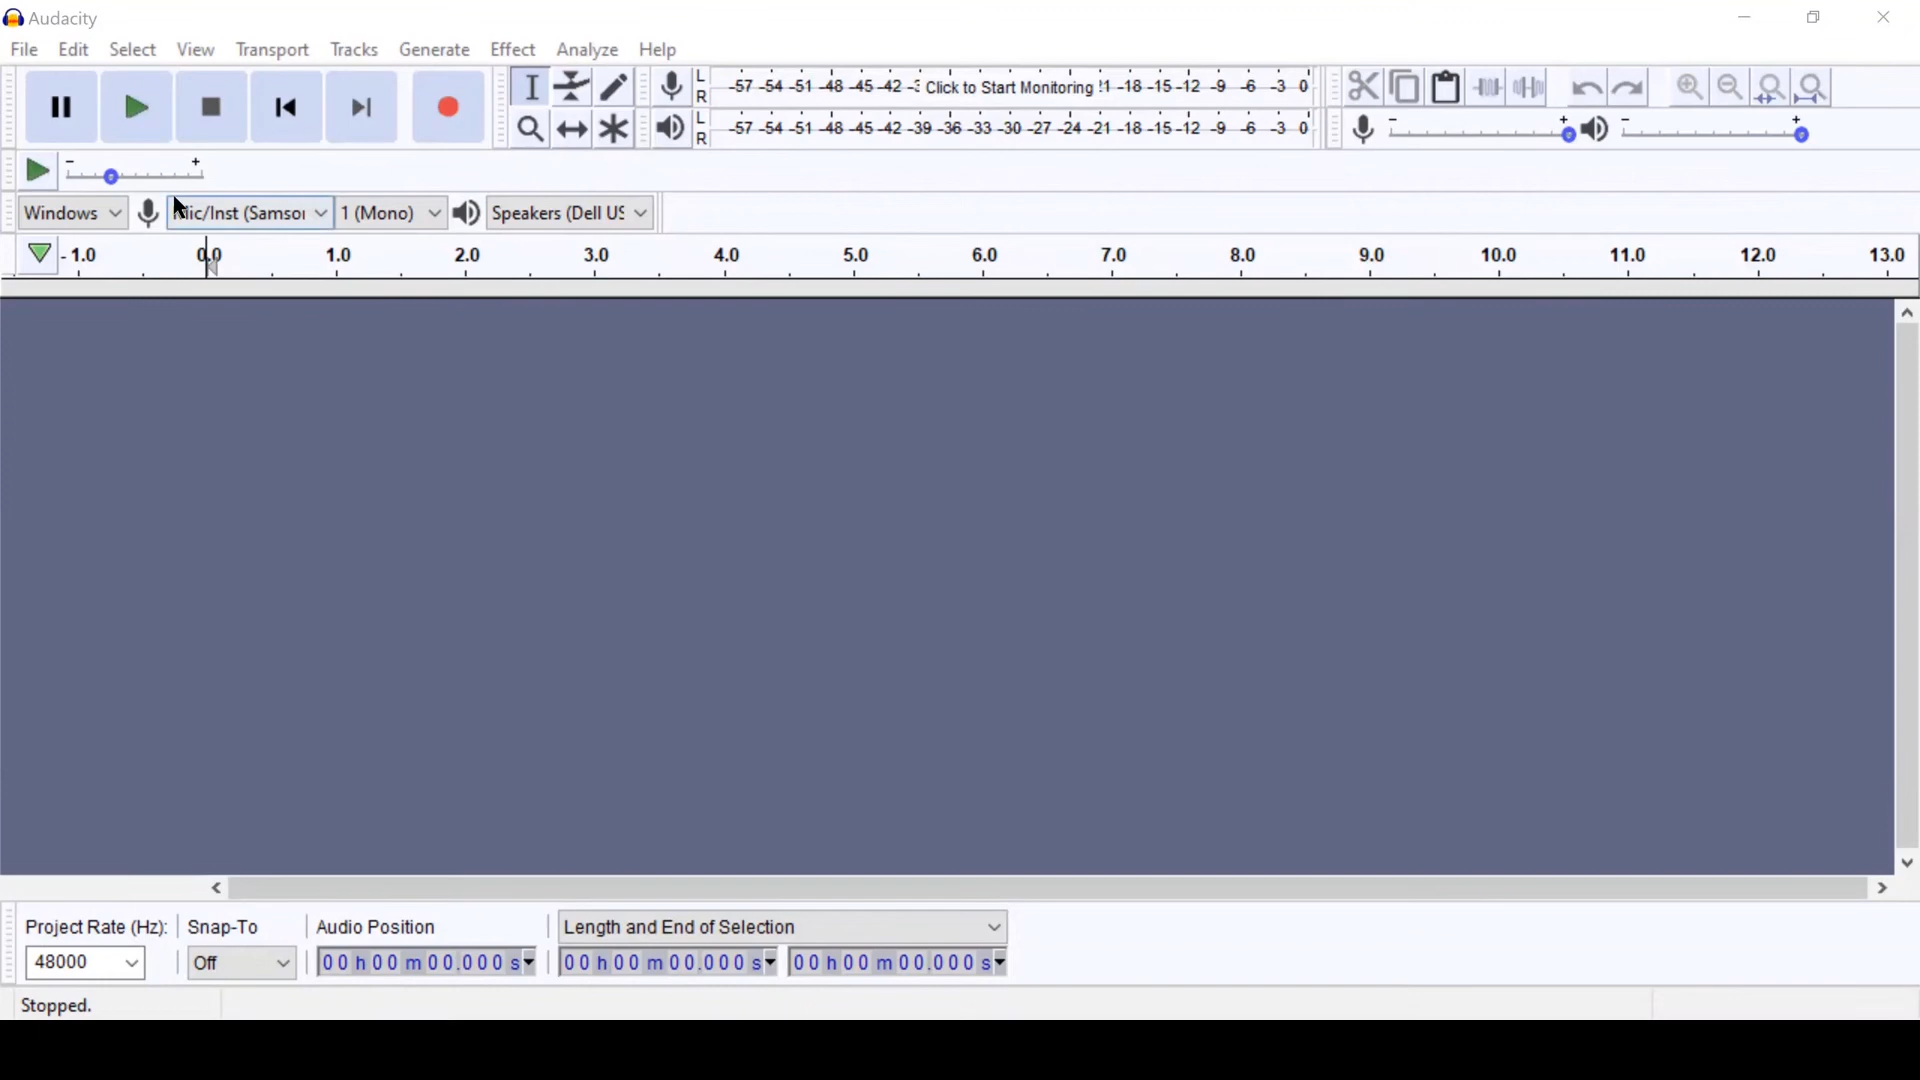 Audacity
File Edit Select View Transport Tracks Generate Effect Analyze Help
L R -57 -54 -51 -48 -45 -42 Click to Start Monitoring -18 -15 -12 -9 -6 -3 0
L R -57 -54 -51 -48 -45 -42 -39 -36 -33 -30 -27 -24 -21 -18 -15 -12 -9 -6 -3 0
- + - +
- +
Windows Mic/Inst (Samsor 1 (Mono) Speakers (Dell US
-1.0 0.0 1.0 2.0 3.0 4.0 5.0 6.0 7.0 8.0 9.0 10.0 11.0 12.0 13.0
Project Rate (Hz): Snap-To Audio Position Length and End of Selection
48000 Off 00 h 00 m 00.000 s 00 h 00 m 00.000 s 00 h 00 m 00.000 s
Stopped.